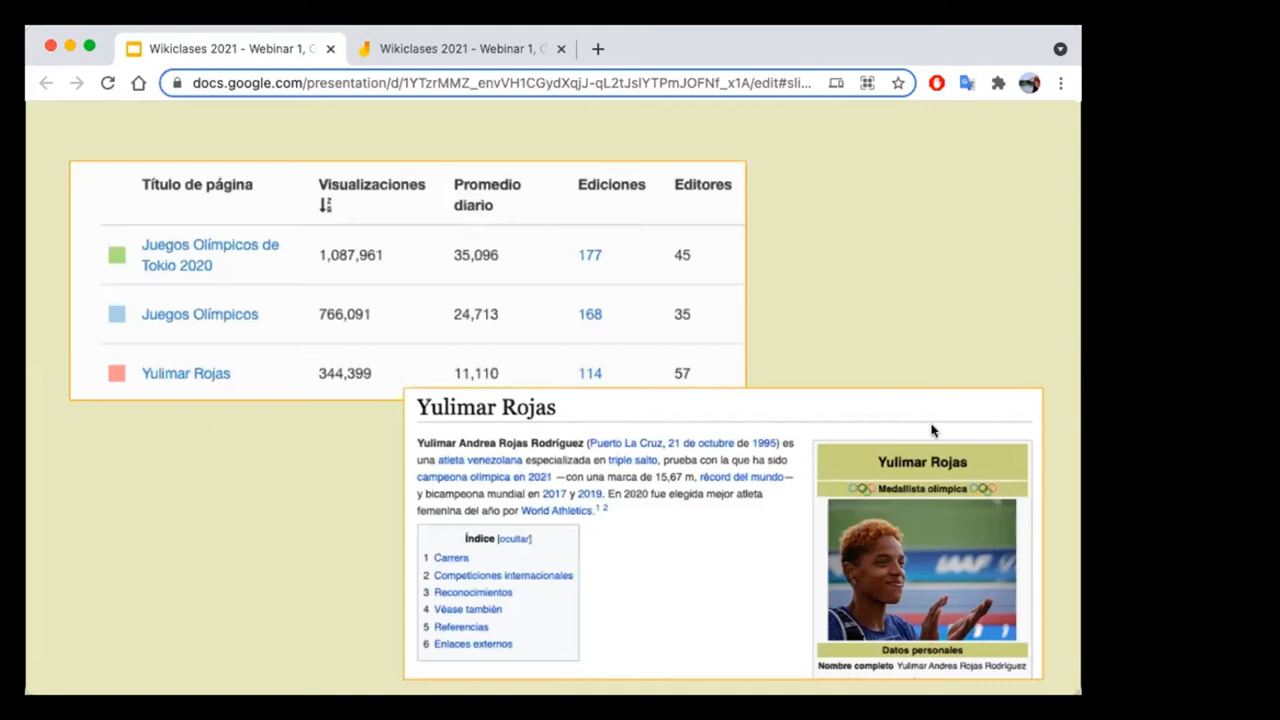 Wikiclases 2021 - Webinar 1, C
Wikiclases 2021 - Webinar 1, C
docs.google.com/presentation/d/1YTzrMMZ_envVH1CGydXqjJ-qL2tJsIYTPmJOFNf_x1A/edit#sli...
Título de página Visualizaciones Promedio diario Ediciones Editores
Juegos Olímpicos de Tokio 2020 1,087,961 35,096 177 45
Juegos Olímpicos 766,091 24,713 168 35
Yulimar Rojas 344,399 11,110 114 57
Yulimar Rojas
Yulimar Andrea Rojas Rodríguez (Puerto La Cruz, 21 de octubre de 1995) es
una atleta venezolana especializada en triple salto, prueba con la que ha sido
campeona olímpica en 2021 —con una marca de 15,67 m, récord del mundo—
y bicampeona mundial en 2017 y 2019. En 2020 fue elegida mejor atleta
femenina del año por World Athletics.1 2
Índice [ocultar]
1 Carrera
2 Competiciones internacionales
3 Reconocimientos
4 Véase también
5 Referencias
6 Enlaces externos
Yulimar Rojas
Medallista olímpica
IAAF
Datos personales
Nombre completo Yulimar Andrea Rojas Rodríguez